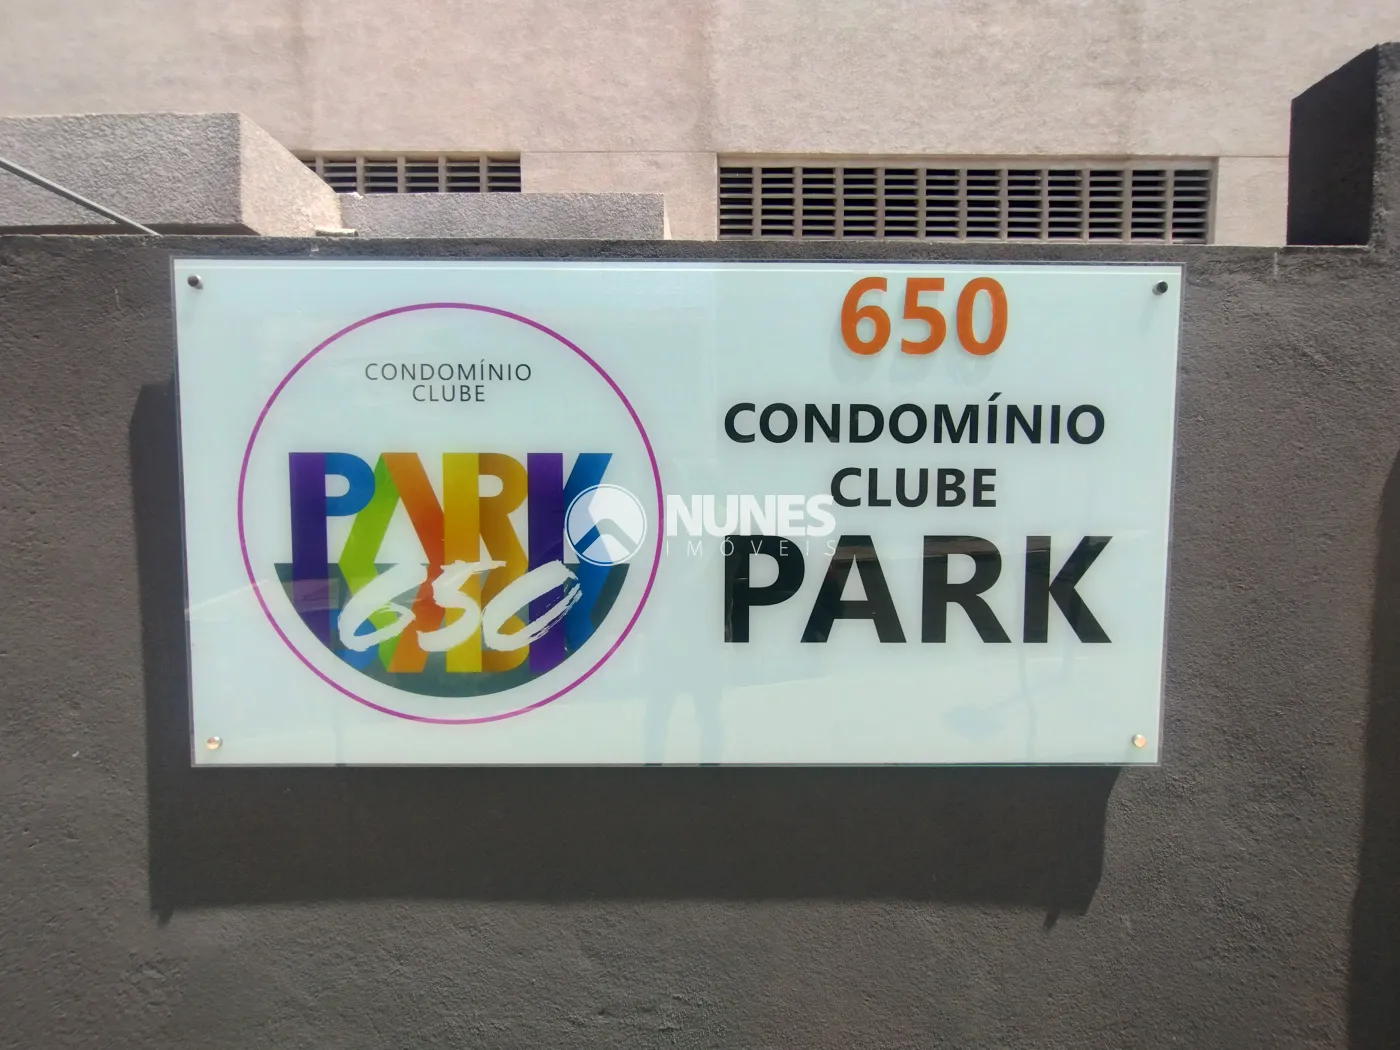 CONDOMÍNIO
CLUBE
PARK
650
650
CONDOMÍNIO
CLUBE
PARK
NUNES
IMÓVEIS